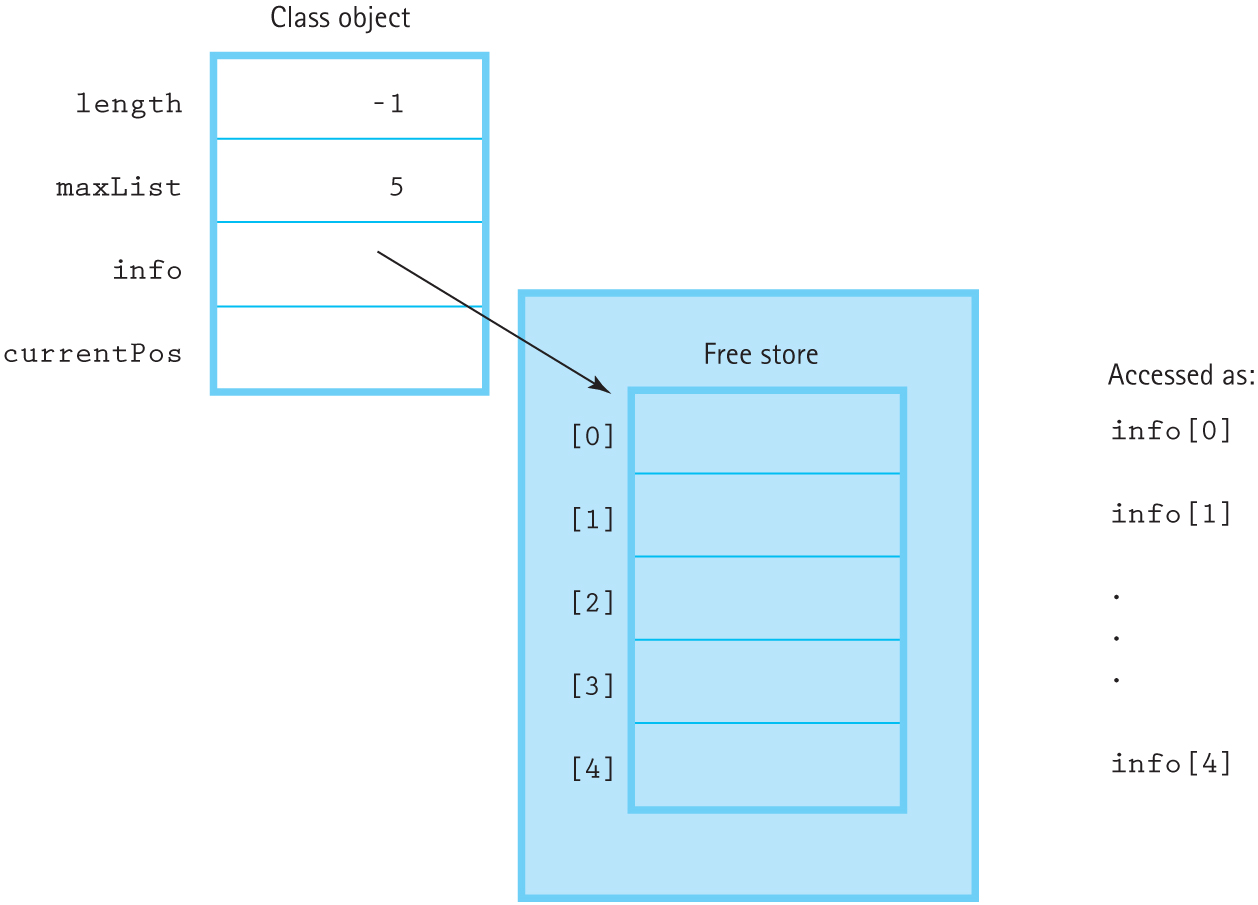 Class object
length -1
maxList 5
info
currentPos
Free store
Accessed as:
[0] info[0]
[1] info[1]
[2] .
.
[3] .
[4] info[4]